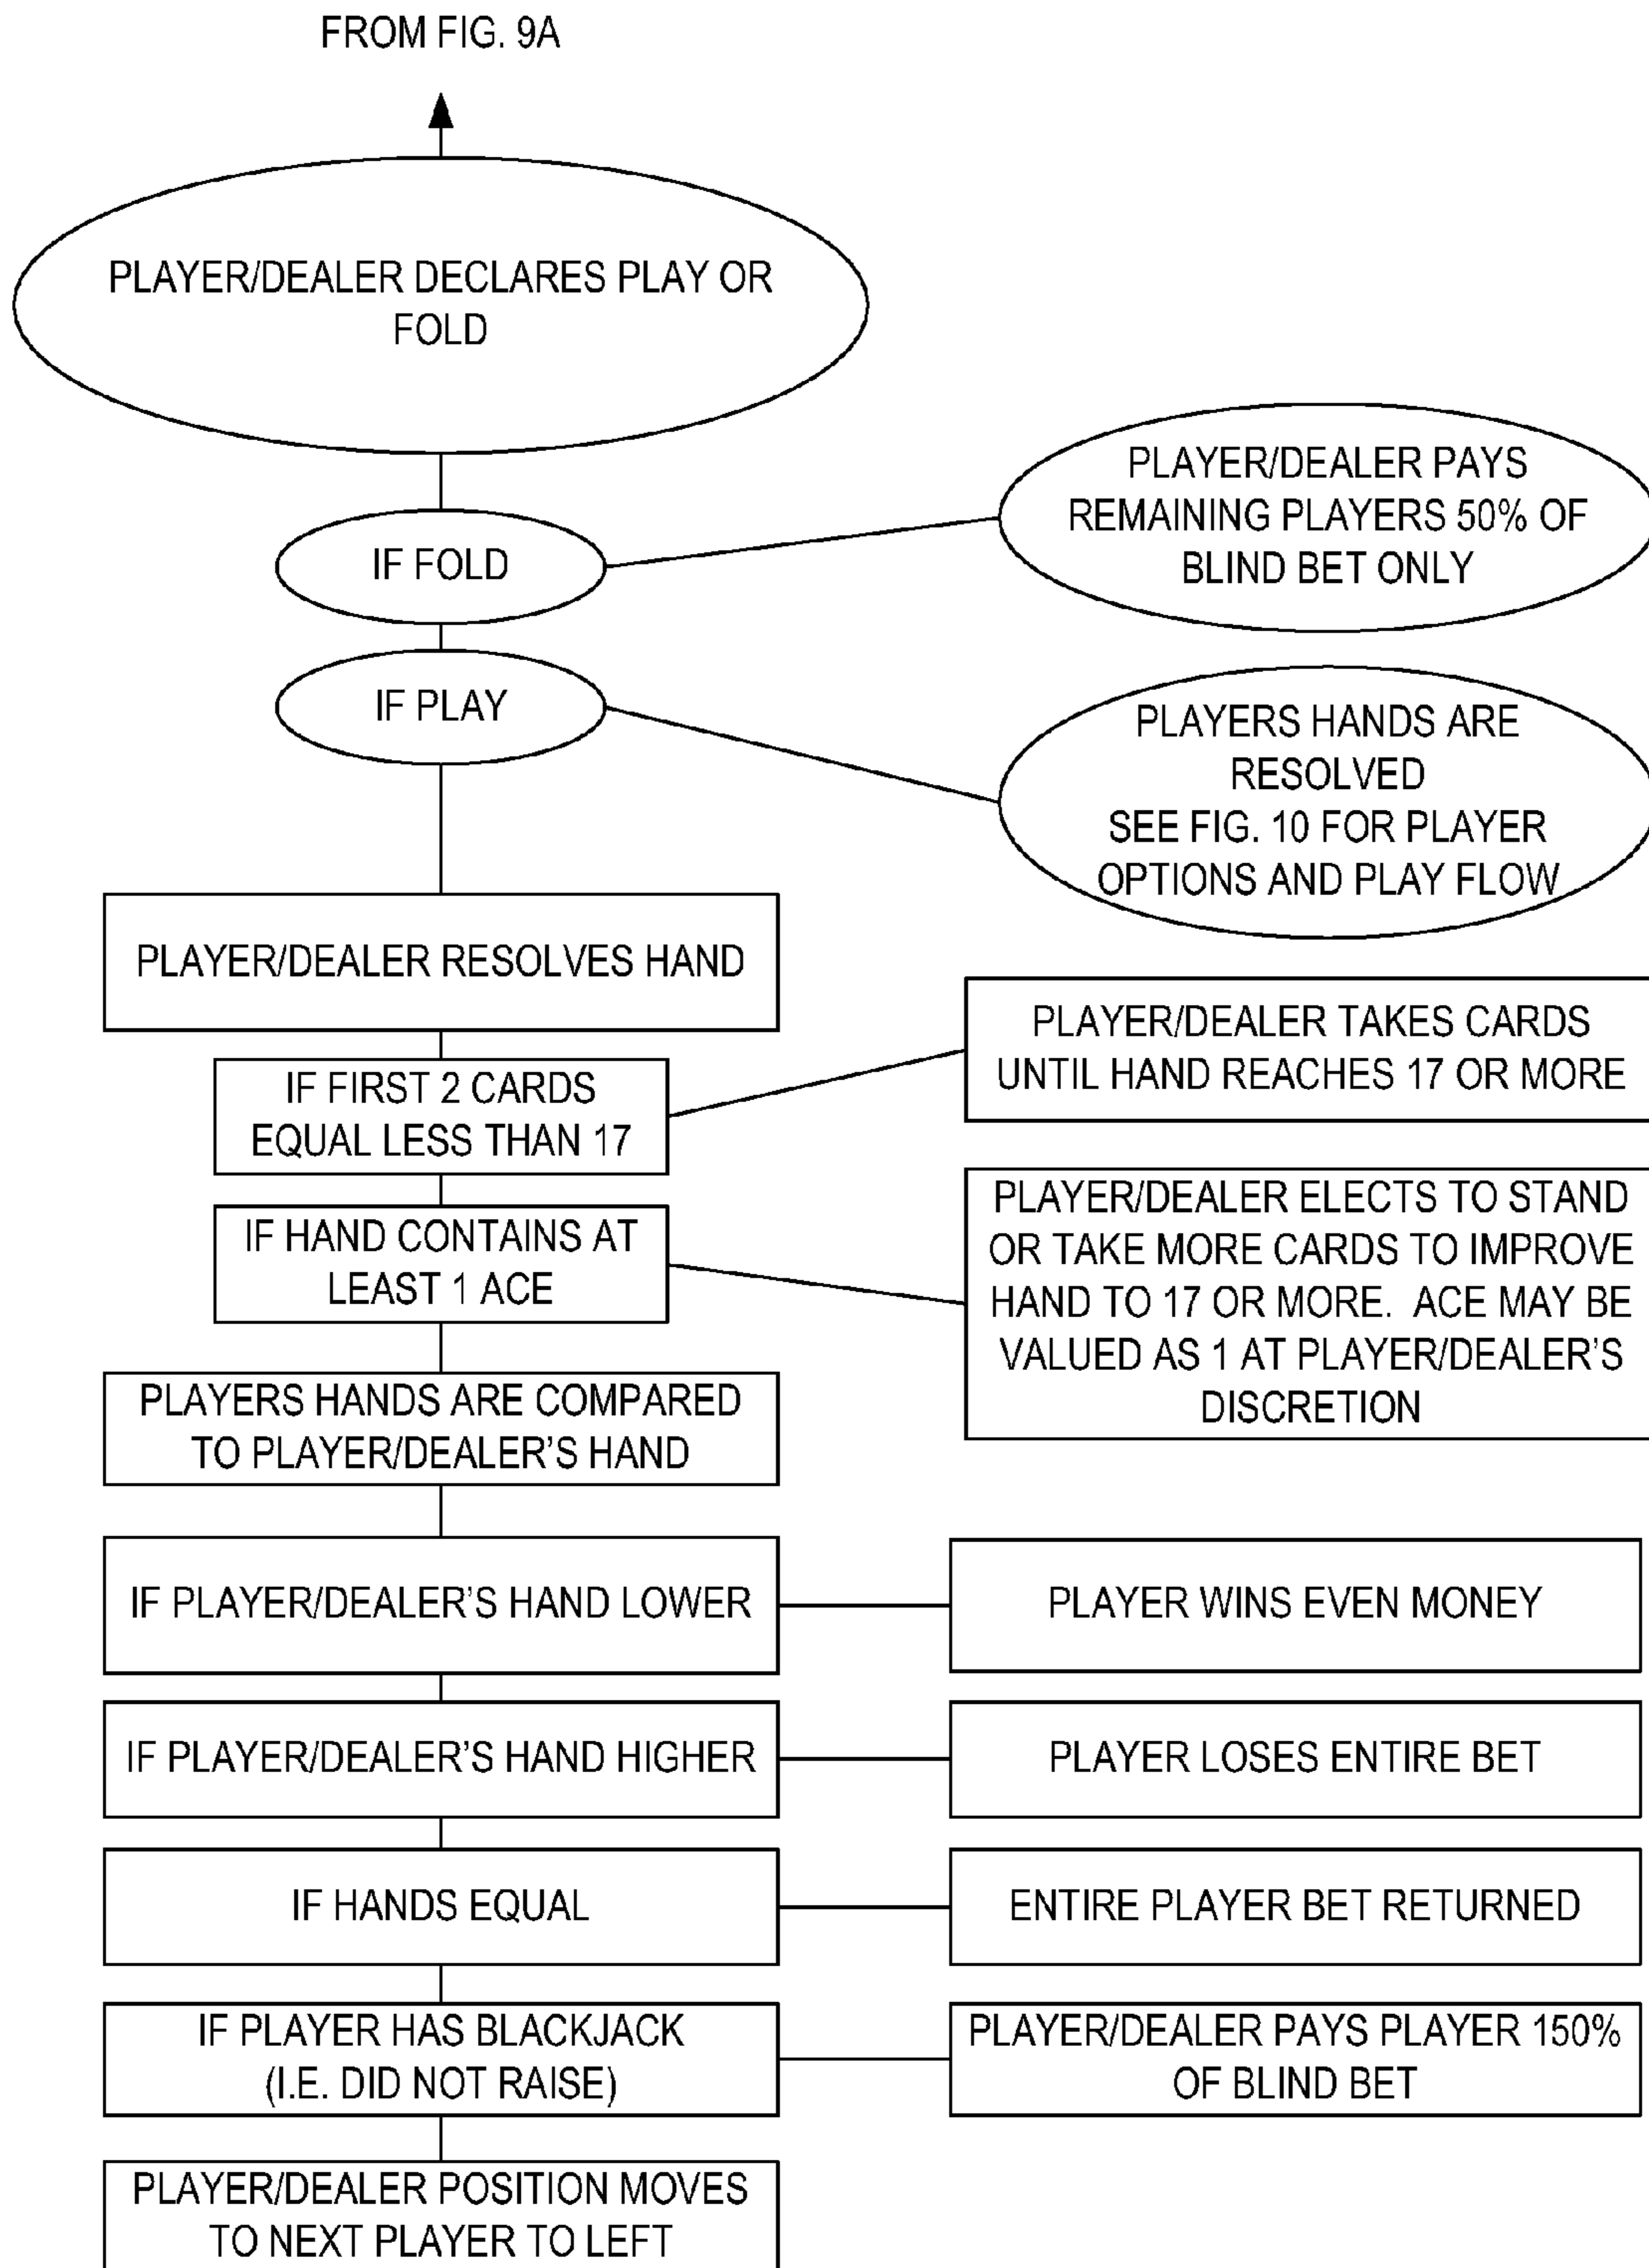 FROM FIG. 9A
PLAYER/DEALER DECLARES PLAY OR
FOLD
IF FOLD
PLAYER/DEALER PAYS
REMAINING PLAYERS 50% OF
BLIND BET ONLY
IF PLAY
PLAYERS HANDS ARE
RESOLVED
SEE FIG. 10 FOR PLAYER
OPTIONS AND PLAY FLOW
PLAYER/DEALER RESOLVES HAND
IF FIRST 2 CARDS
EQUAL LESS THAN 17
PLAYER/DEALER TAKES CARDS
UNTIL HAND REACHES 17 OR MORE
IF HAND CONTAINS AT
LEAST 1 ACE
PLAYER/DEALER ELECTS TO STAND
OR TAKE MORE CARDS TO IMPROVE
HAND TO 17 OR MORE. ACE MAY BE
VALUED AS 1 AT PLAYER/DEALER'S
DISCRETION
PLAYERS HANDS ARE COMPARED
TO PLAYER/DEALER'S HAND
IF PLAYER/DEALER'S HAND LOWER
PLAYER WINS EVEN MONEY
IF PLAYER/DEALER'S HAND HIGHER
PLAYER LOSES ENTIRE BET
IF HANDS EQUAL
ENTIRE PLAYER BET RETURNED
IF PLAYER HAS BLACKJACK
(I.E. DID NOT RAISE)
PLAYER/DEALER PAYS PLAYER 150%
OF BLIND BET
PLAYER/DEALER POSITION MOVES
TO NEXT PLAYER TO LEFT